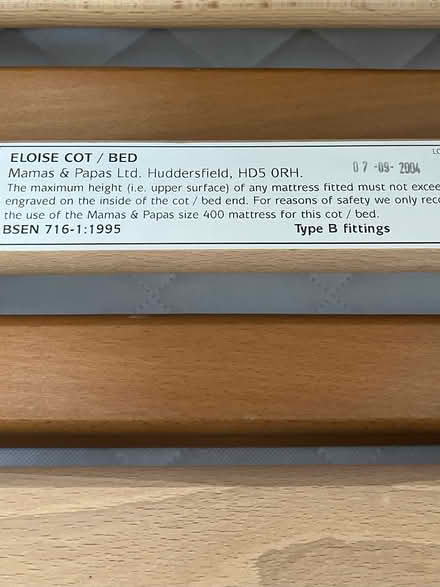 ELOISE COT / BED
Mamas & Papas Ltd. Huddersfield, HD5 0RH. 07 -09- 2004
The maximum height (i.e. upper surface) of any mattress fitted must not
engraved on the inside of the cot / bed end. For reasons of safety we only
the use of the Mamas & Papas size 400 mattress for this cot / bed.
BSEN 716-1:1995 Type B fittings